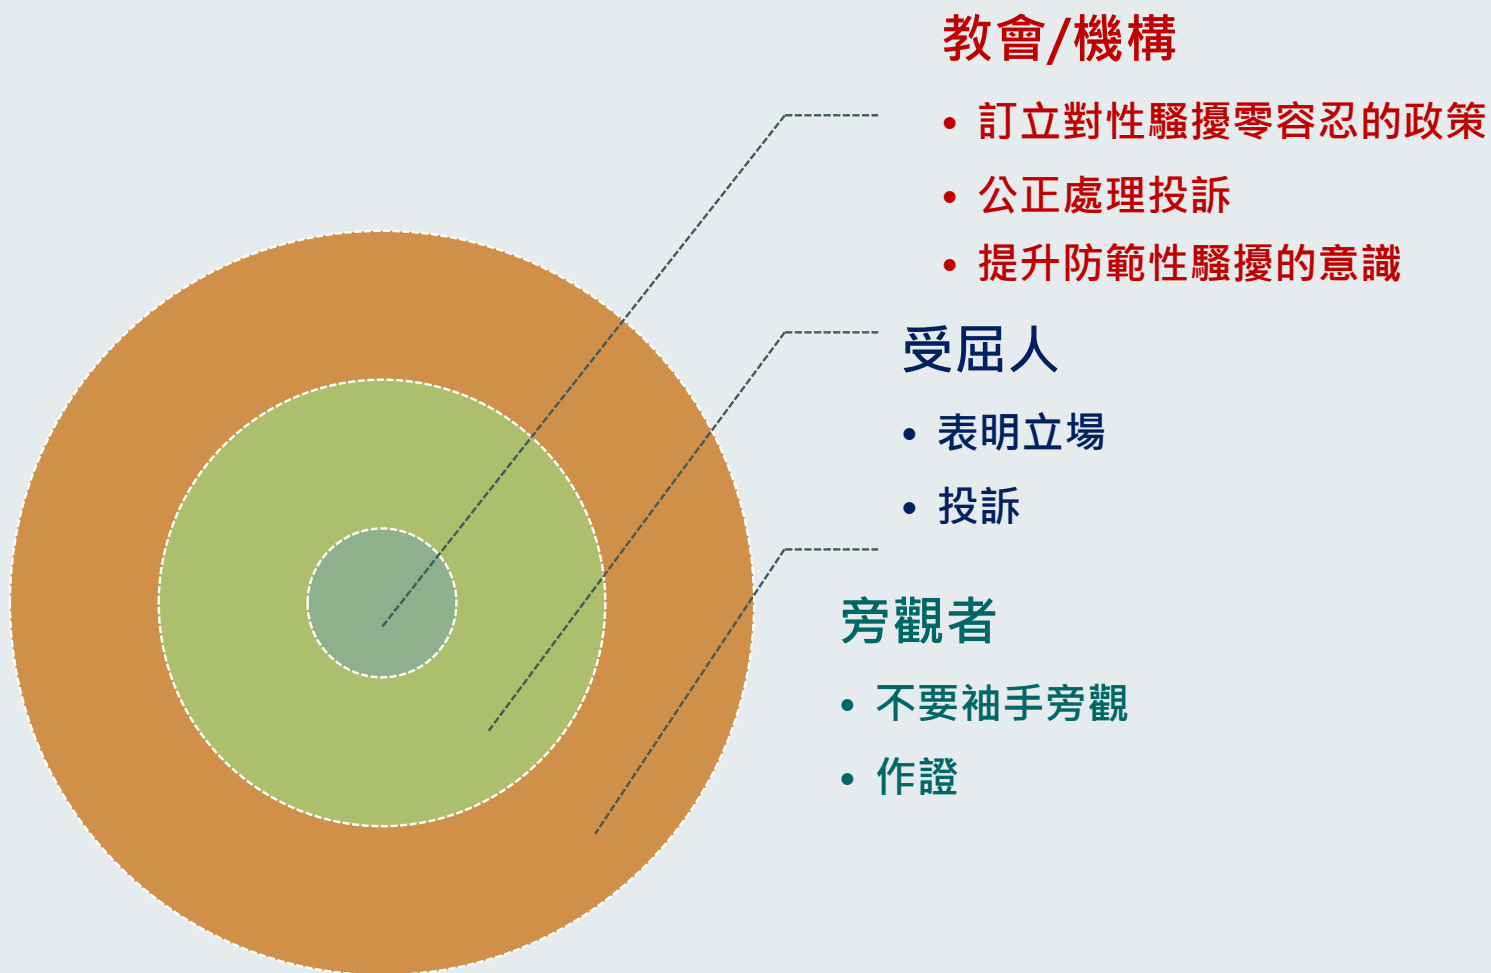 教會/機構
• 訂立對性騷擾零容忍的政策
• 公正處理投訴
• 提升防範性騷擾的意識
受屈人
• 表明立場
• 投訴
旁觀者
• 不要袖手旁觀
• 作證